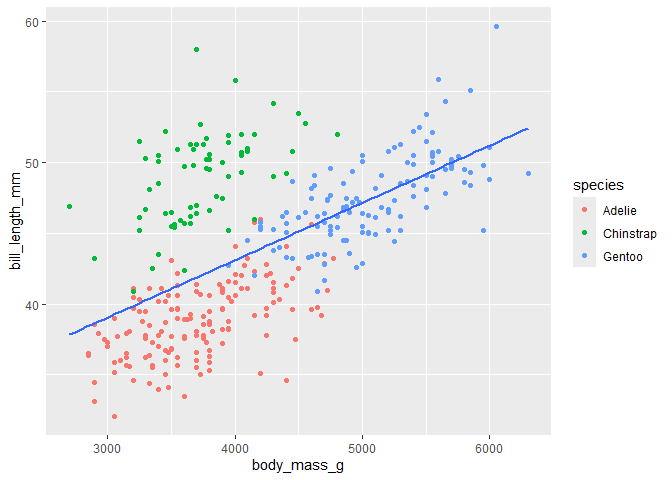 60
50
40
bill_length_mm
3000
4000
5000
6000
body_mass_g
species
Adelie
Chinstrap
Gentoo